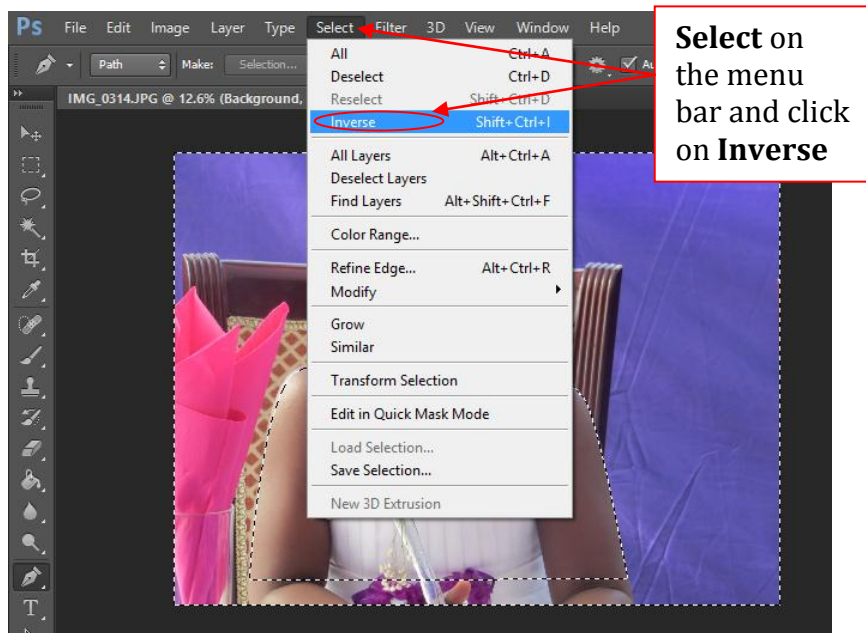 Ps File Edit Image Layer Type Select Filter 3D View Window Help
Path Make: Selection...
IMG_0314.JPG @ 12.6% (Background,
All Ctrl+A
Deselect Ctrl+D
Reselect Shift+Ctrl+D
Inverse Shift+Ctrl+I
All Layers Alt+Ctrl+A
Deselect Layers
Find Layers Alt+Shift+Ctrl+F
Color Range...
Refine Edge... Alt+Ctrl+R
Modify
Grow
Similar
Transform Selection
Edit in Quick Mask Mode
Load Selection...
Save Selection...
New 3D Extrusion
T
Select on
the menu
bar and click
on Inverse